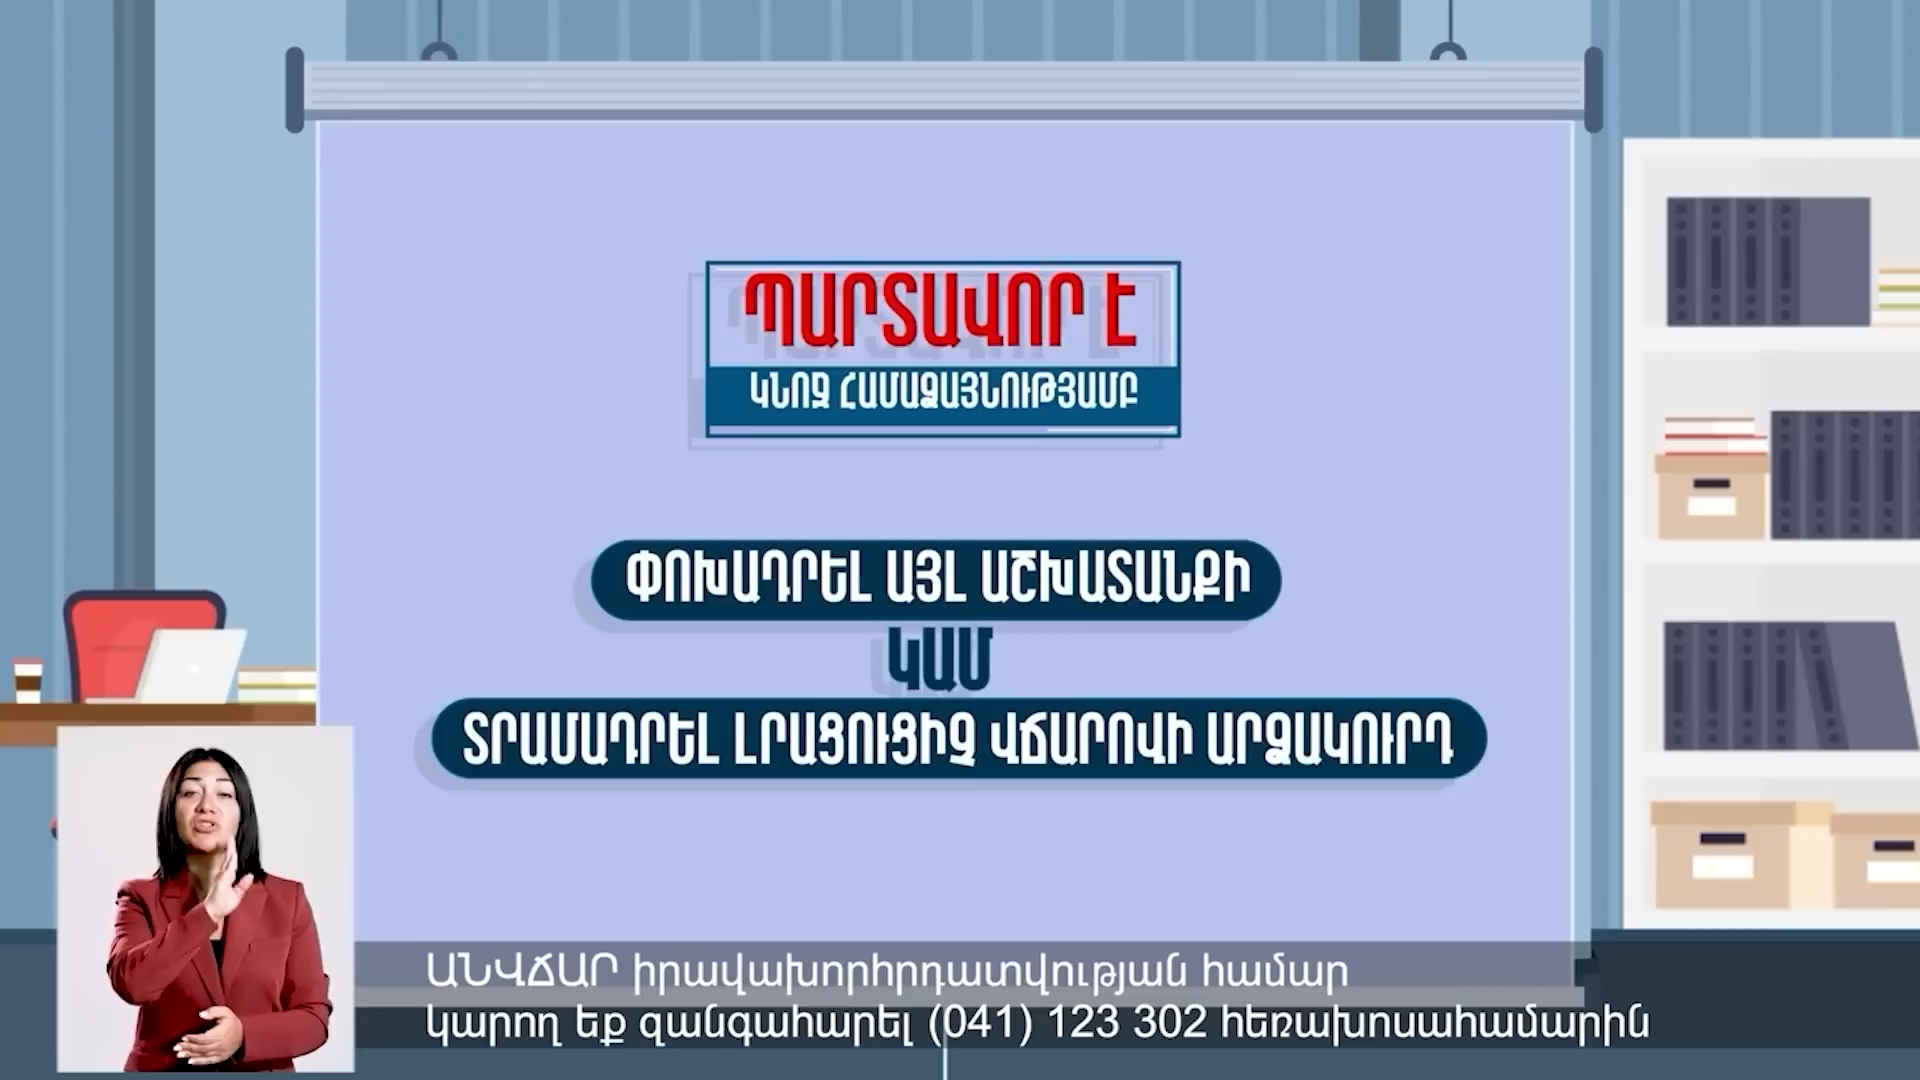 ՊԱՐՏԱՎՈՐ Է
ԿՆՈՋ ՀԱՄԱՁԱՅՆՈՒԹՅԱՄԲ
ՓՈԽԱԴՐԵԼ ԱՅԼ ԱՇԽԱՏԱՆՔԻ
ԿԱՄ
ՏՐԱՄԱԴՐԵԼ ԼՐԱՑՈՒՑԻՉ ՎՃԱՐՈՎԻ ԱՐՁԱԿՈՒՐԴ
ԱՆՎՃԱՐ իրավախորհրդատվության համար
կարող եք զանգահարել (041) 123 302 հեռախոսահամարին